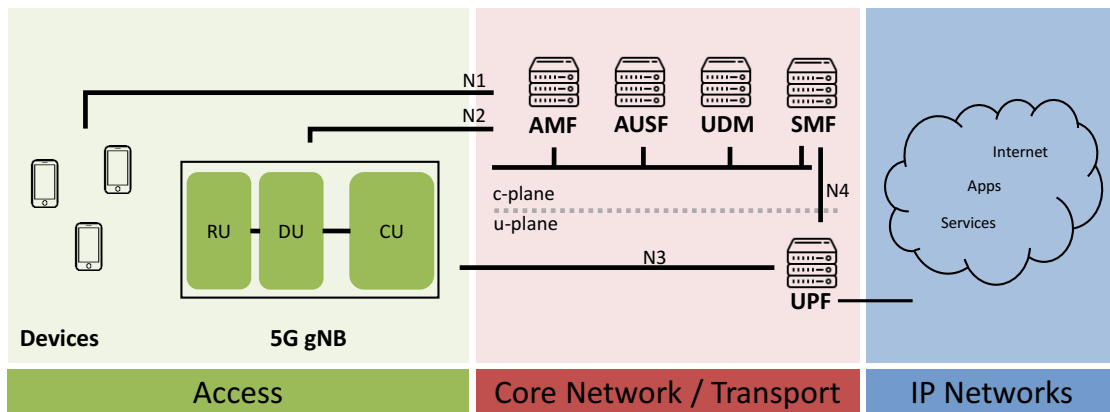 N1
N2
AMF AUSF UDM SMF
Internet
Apps
Services
c-plane
N4
u-plane
RU DU CU
N3
UPF
Devices 5G gNB
Access Core Network / Transport IP Networks